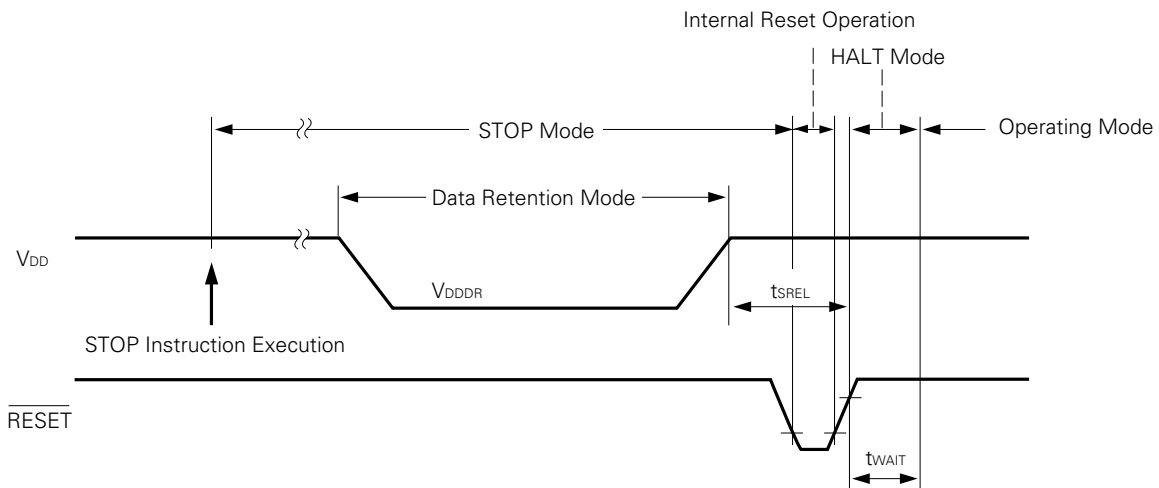 Internal Reset Operation
HALT Mode
STOP Mode
Operating Mode
Data Retention Mode
VDD
VDDDR
tSREL
STOP Instruction Execution
RESET
tWAIT